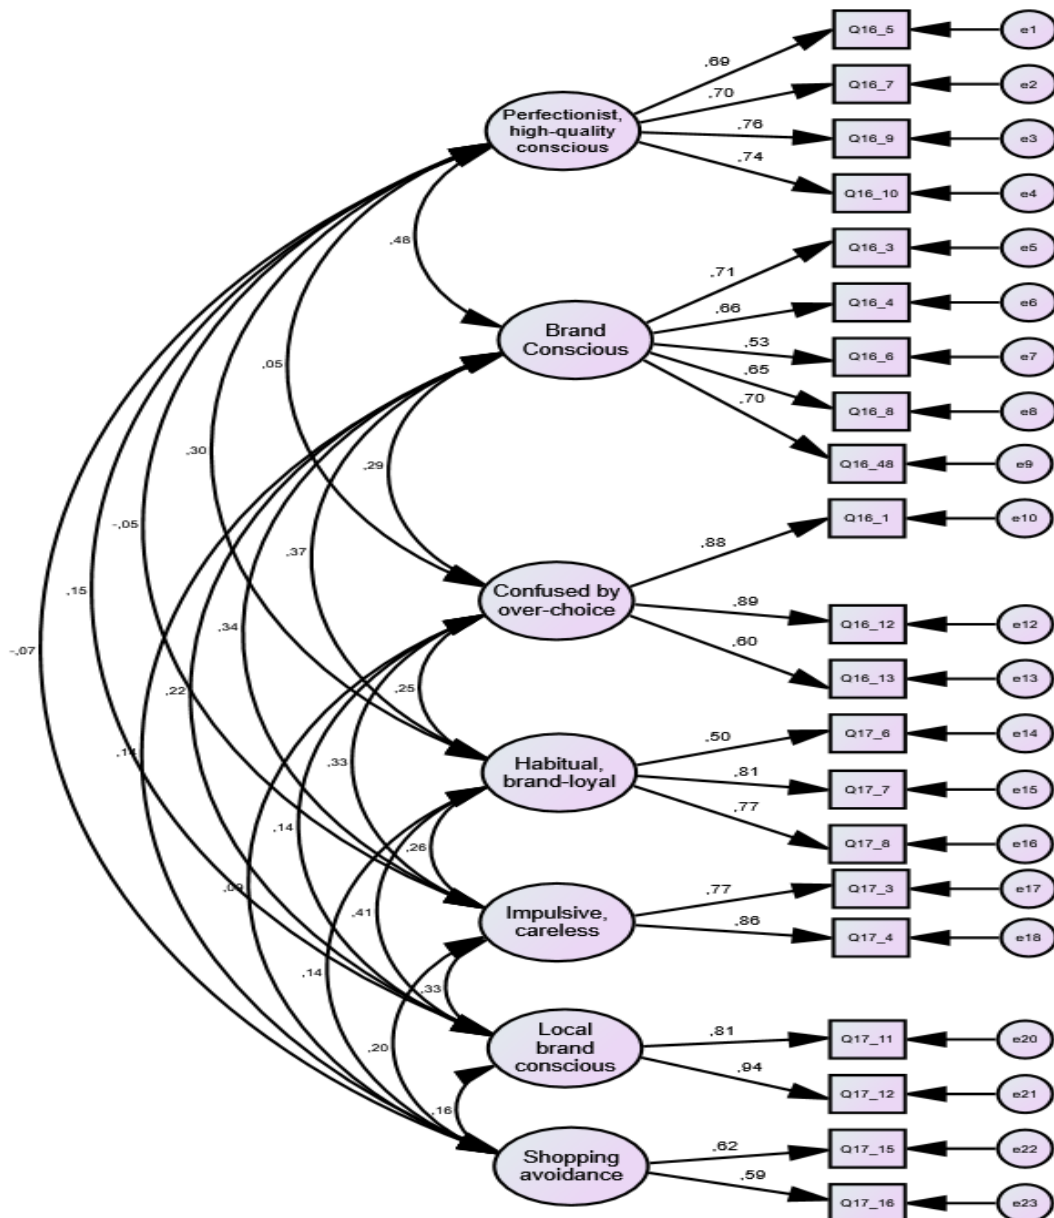 Q16_5
e1
,69
Q16_7
e2
,70
Perfectionist,
high-quality
conscious
,76
Q16_9
e3
,74
Q16_10
e4
,48
Q16_3
e5
,71
Q16_4
e6
,66
Brand
Conscious
,53
Q16_6
e7
,65
,05
,70
Q16_8
e8
,30
,29
Q16_48
e9
Q16_1
e10
-,05
,88
,37
Confused by
over-choice
,15
,89
Q16_12
e12
,34
,60
-,07
Q16_13
e13
,22
,25
,50
Q17_6
e14
,14
,33
Habitual,
brand-loyal
,81
Q17_7
e15
,77
,14
,26
Q17_8
e16
,09
,77
Q17_3
e17
,41
Impulsive,
careless
,86
Q17_4
e18
,14
,33
,81
Q17_11
e20
,20
Local
brand
conscious
,94
Q17_12
e21
,16
,62
Q17_15
e22
Shopping
avoidance
,59
Q17_16
e23